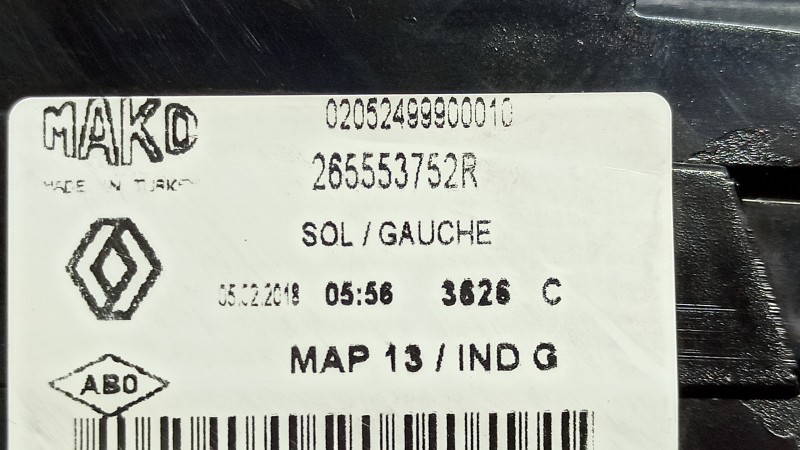 MAKO
MADE IN TURKEY
02052499900010
265553752R
SOL / GAUCHE
05.02.2018 05:56 3626 C
MAP 13 / IND G
ABO